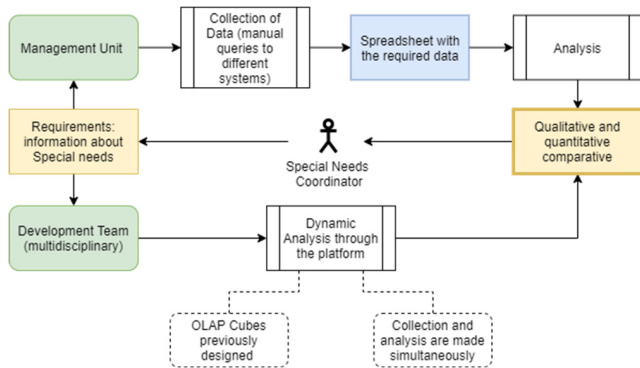 Management Unit
Collection of
Data (manual
queries to
different
systems)
Spreadsheet with
the required data
Analysis
Requirements:
information about
Special needs
Special Needs
Coordinator
Qualitative and
quantitative
comparative
Development Team
(multidisciplinary)
Dynamic
Analysis through
the platform
OLAP Cubes
previously
designed
Collection and
analysis are made
simultaneously